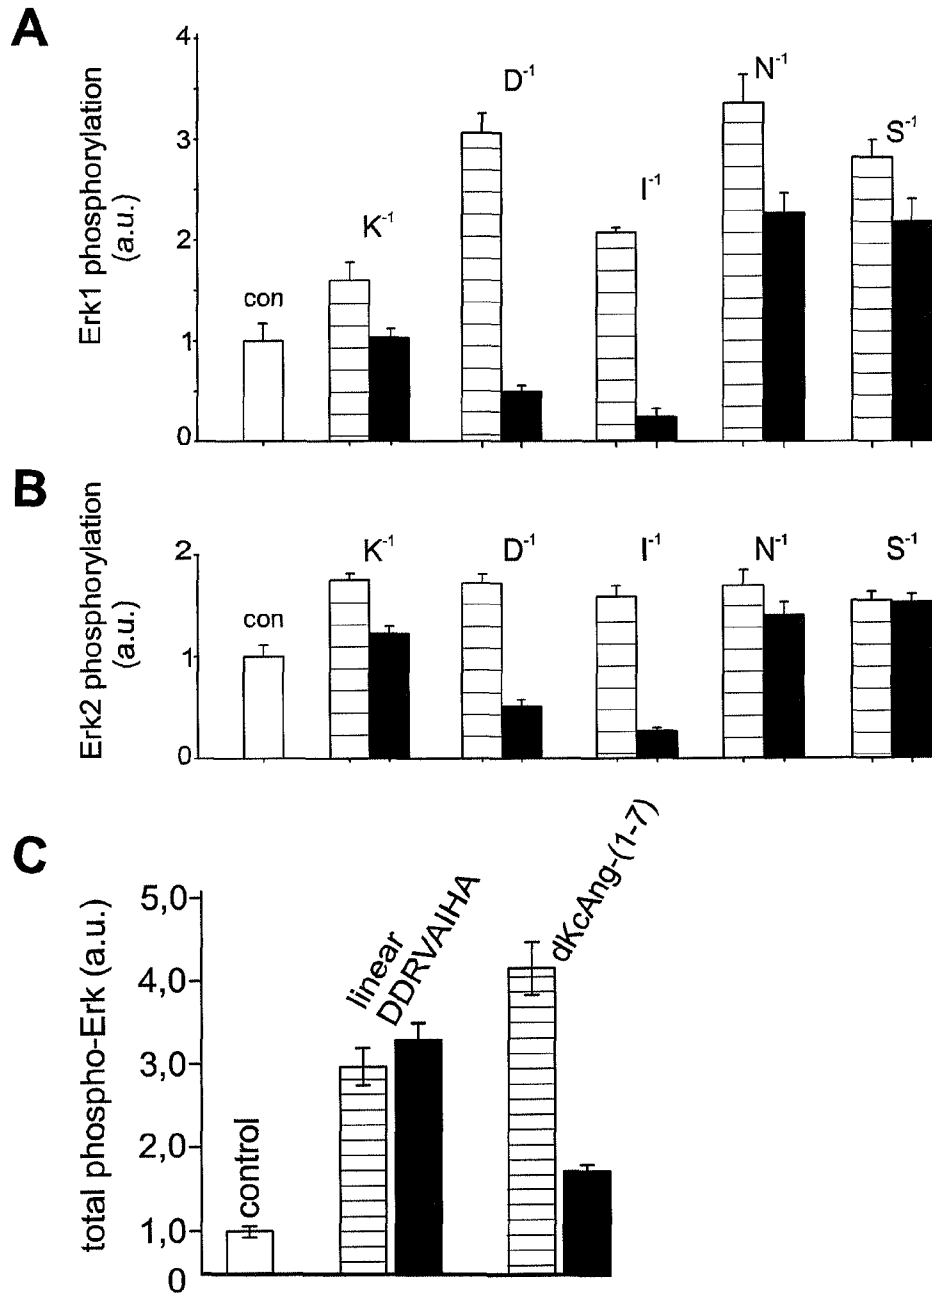 A
Erk1 phosphorylation
(a.u.)
4
3
2
1
0
con
K-1
D-1
I-1
N-1
S-1
B
Erk2 phosphorylation
(a.u.)
2
1
0
con
K-1
D-1
I-1
N-1
S-1
C
total phospho-Erk (a.u.)
5,0
4,0
3,0
2,0
1,0
0
control
linear
DDRVAIHA
dKcAng-(1-7)